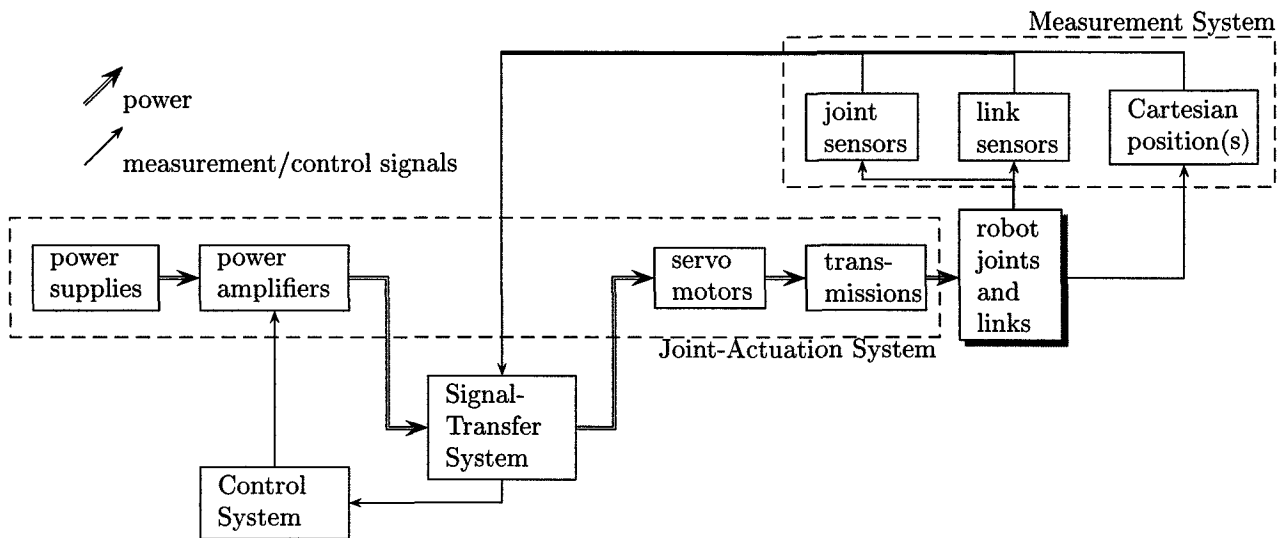 Measurement System
power
measurement/control signals
joint
sensors
link
sensors
Cartesian
position(s)
power
supplies
power
amplifiers
servo
motors
trans-
missions
robot
joints
and
links
Joint-Actuation System
Signal-
Transfer
System
Control
System